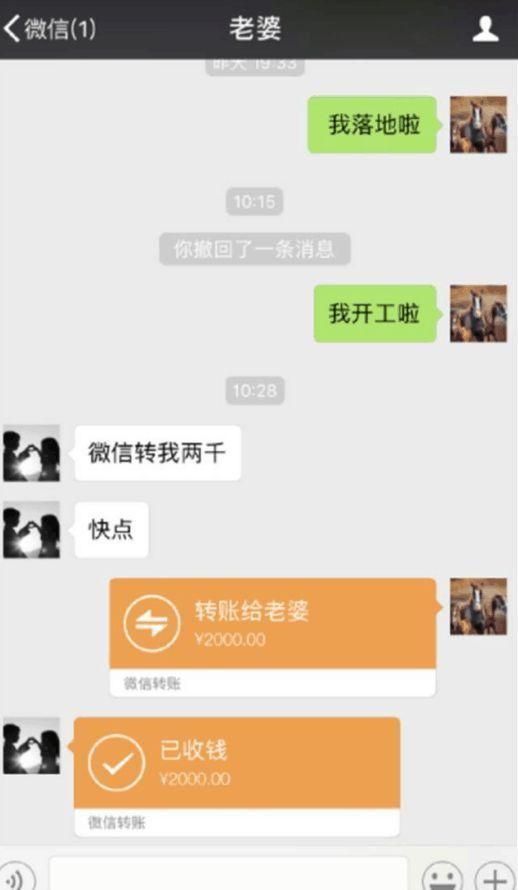 微信(1)
老婆
昨天 19:33
我落地啦
10:15
你撤回了一条消息
我开工啦
10:28
微信转我两千
快点
转账给老婆
¥2000.00
微信转账
已收钱
¥2000.00
微信转账